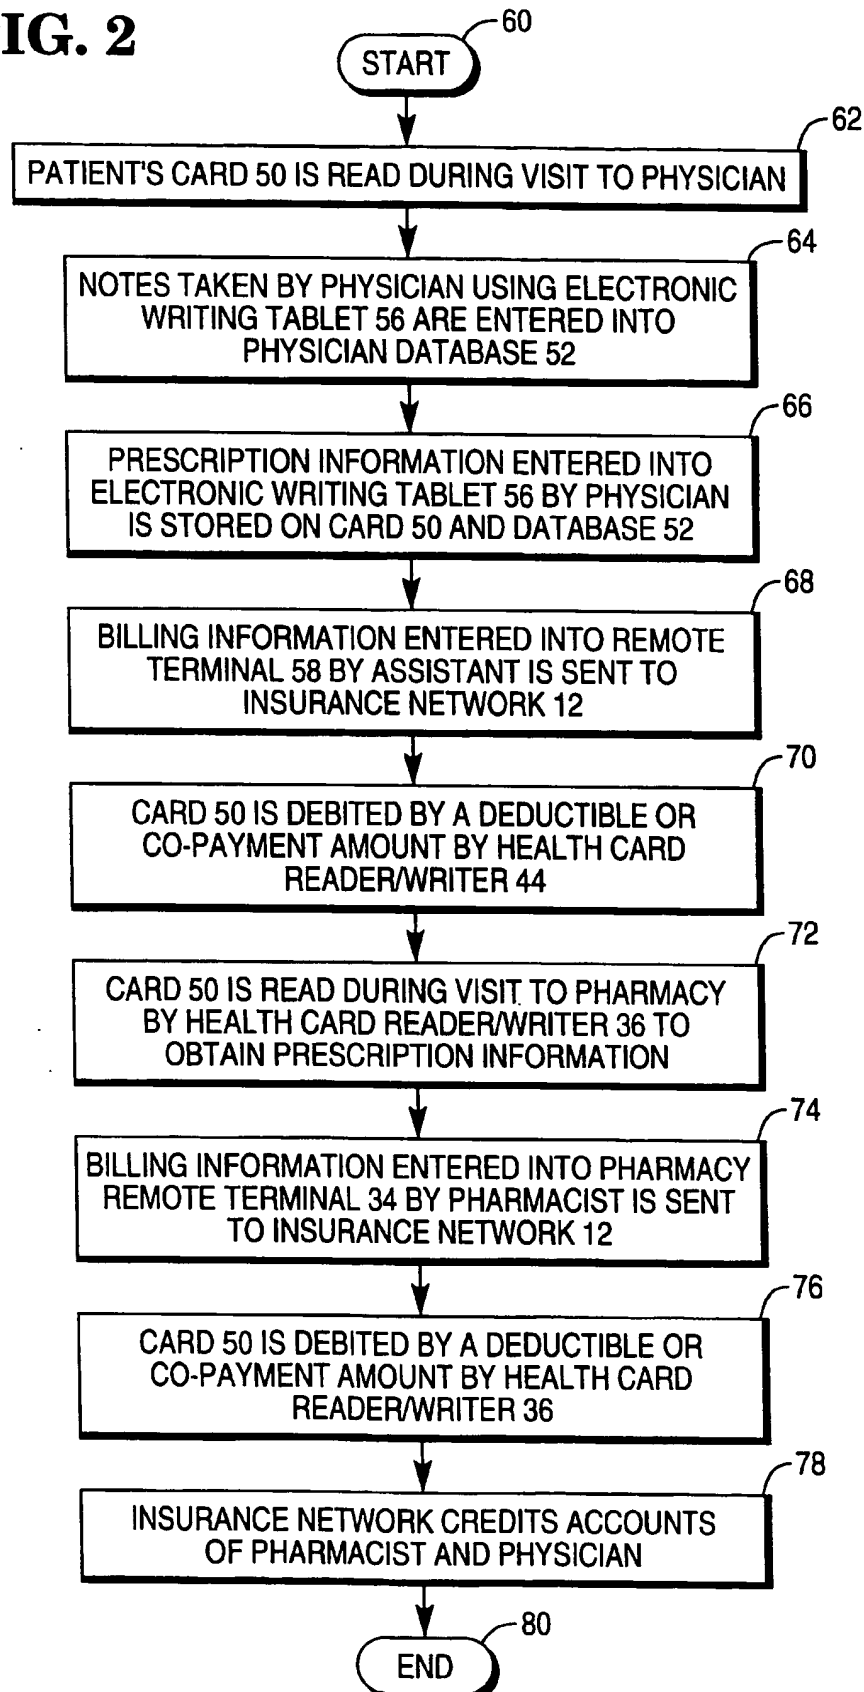 IG. 2
60
START
62
PATIENT'S CARD 50 IS READ DURING VISIT TO PHYSICIAN
64
NOTES TAKEN BY PHYSICIAN USING ELECTRONIC
WRITING TABLET 56 ARE ENTERED INTO
PHYSICIAN DATABASE 52
66
PRESCRIPTION INFORMATION ENTERED INTO
ELECTRONIC WRITING TABLET 56 BY PHYSICIAN
IS STORED ON CARD 50 AND DATABASE 52
68
BILLING INFORMATION ENTERED INTO REMOTE
TERMINAL 58 BY ASSISTANT IS SENT TO
INSURANCE NETWORK 12
70
CARD 50 IS DEBITED BY A DEDUCTIBLE OR
CO-PAYMENT AMOUNT BY HEALTH CARD
READER/WRITER 44
72
CARD 50 IS READ DURING VISIT TO PHARMACY
BY HEALTH CARD READER/WRITER 36 TO
OBTAIN PRESCRIPTION INFORMATION
74
BILLING INFORMATION ENTERED INTO PHARMACY
REMOTE TERMINAL 34 BY PHARMACIST IS SENT
TO INSURANCE NETWORK 12
76
CARD 50 IS DEBITED BY A DEDUCTIBLE OR
CO-PAYMENT AMOUNT BY HEALTH CARD
READER/WRITER 36
78
INSURANCE NETWORK CREDITS ACCOUNTS
OF PHARMACIST AND PHYSICIAN
80
END